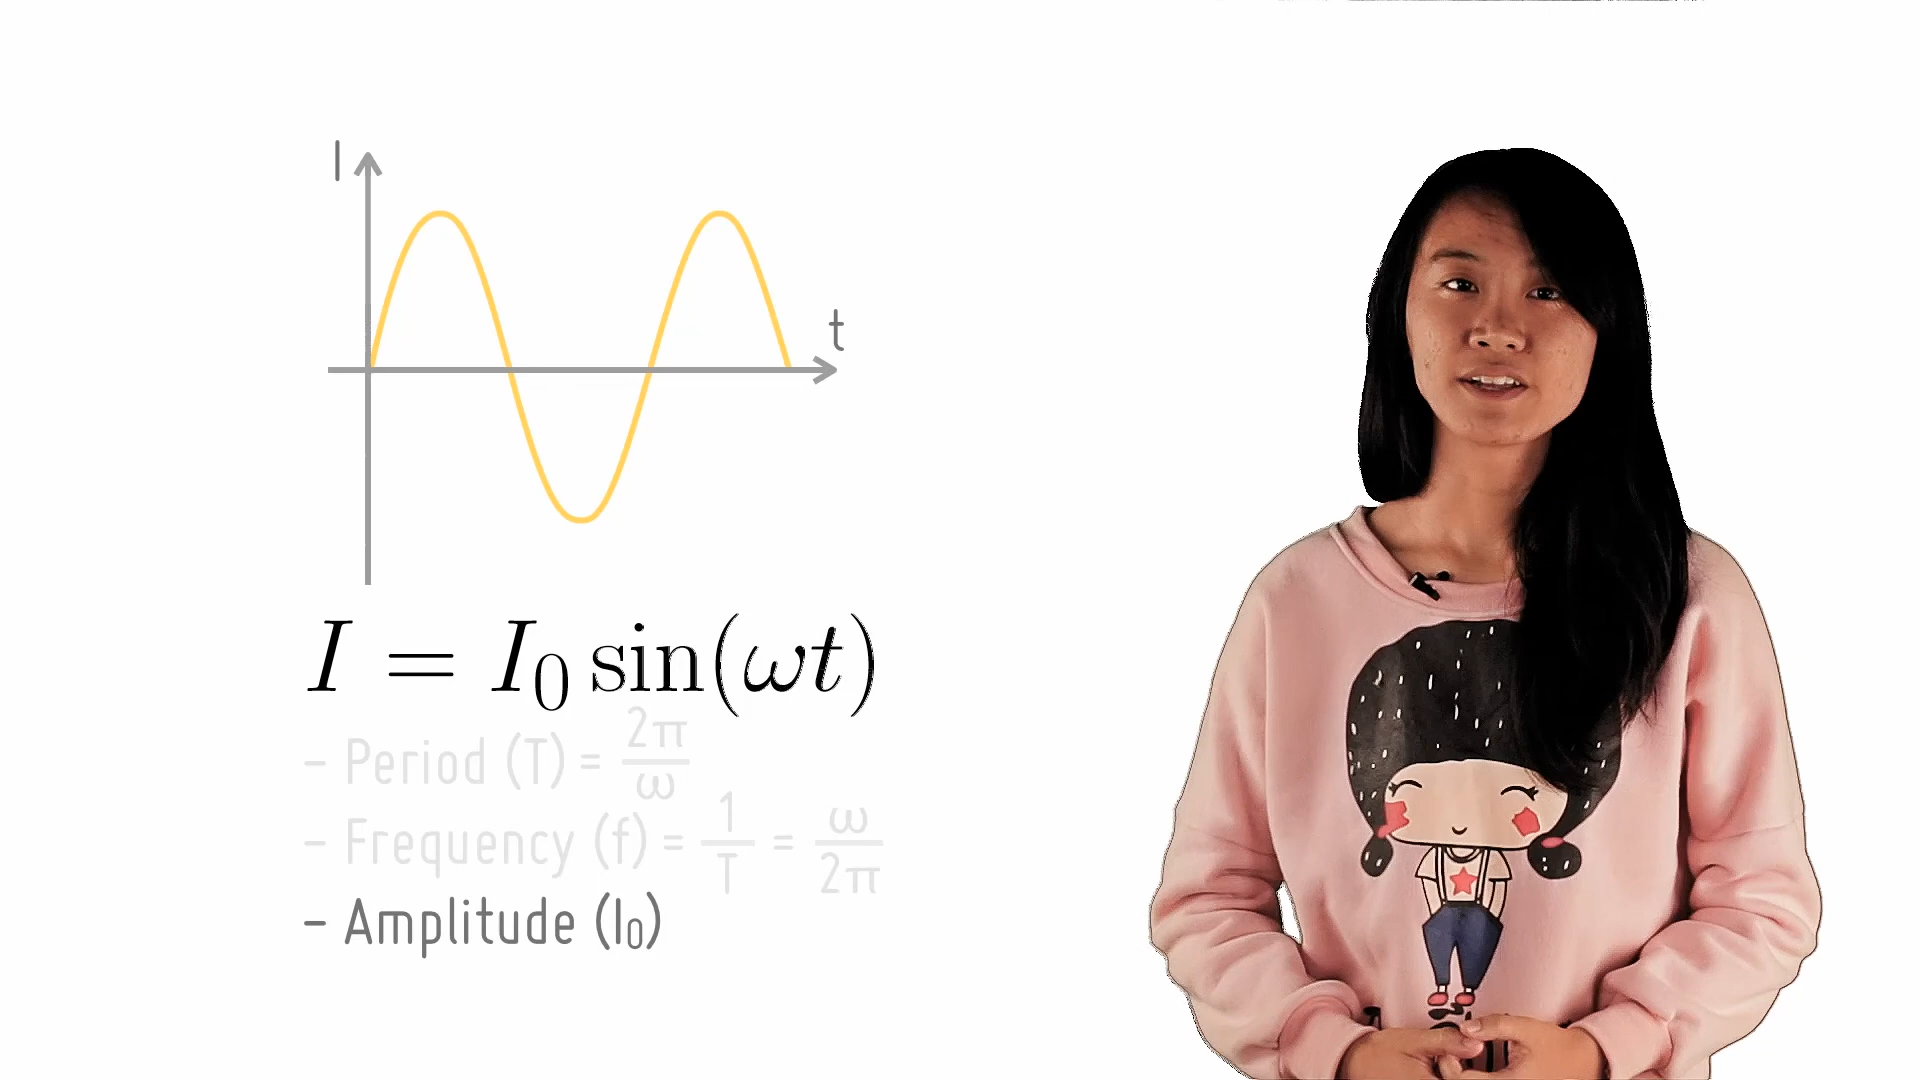 I
t
I = I₀ sin(ωt)
- Period (T) = 2π/ω
- Frequency (f) = 1/T = ω/2π
- Amplitude (I₀)